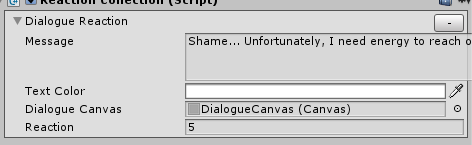 Reaction Collection (Script)
Dialogue Reaction
-
Message Shame... Unfortunately, I need energy to reach o
Text Color
Dialogue Canvas DialogueCanvas (Canvas)
Reaction 5